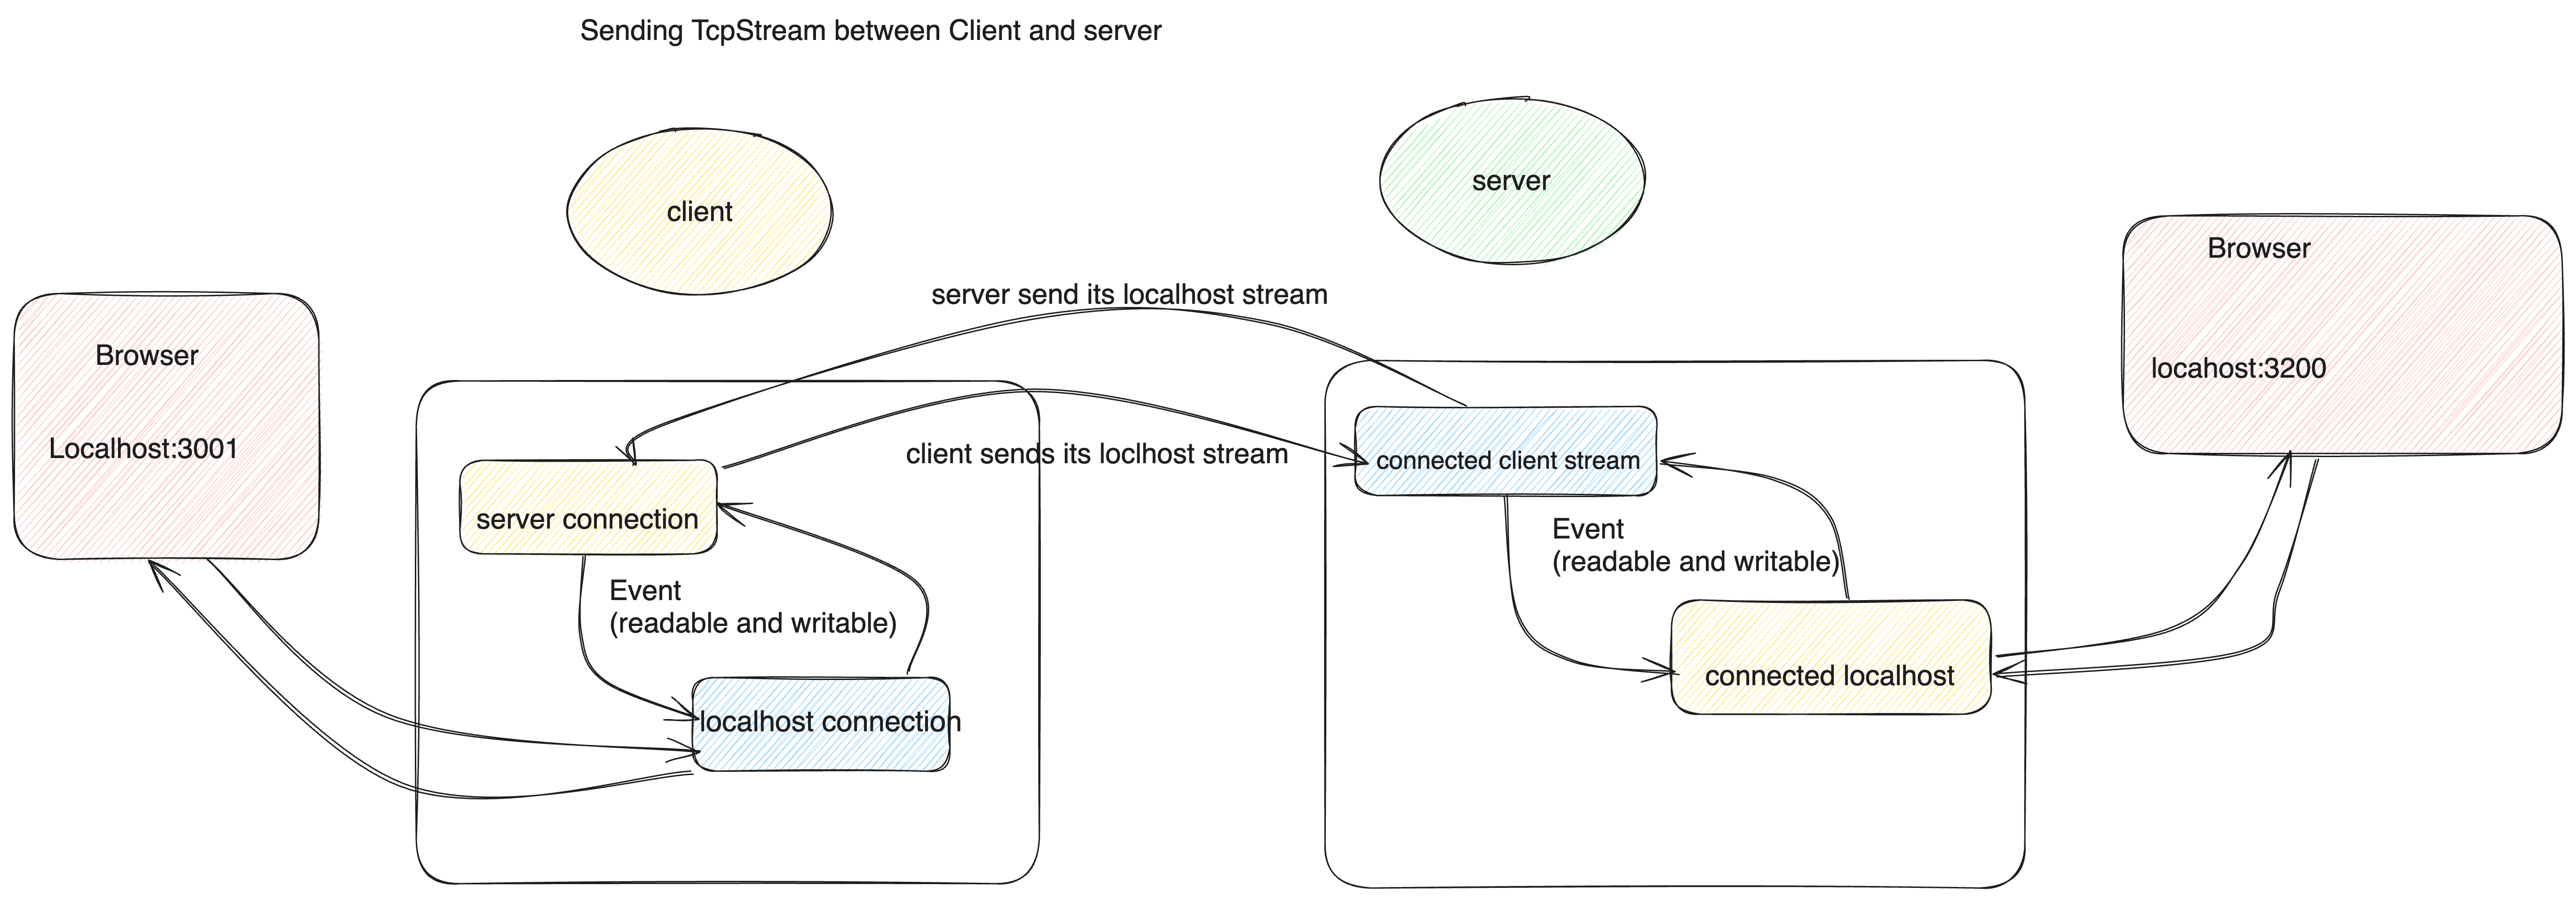 Sending TcpStream between Client and server
client
server
Browser
locahost:3200
server send its localhost stream
Browser
Localhost:3001
client sends its loclhost stream
connected client stream
server connection
Event
(readable and writable)
Event
(readable and writable)
connected localhost
localhost connection